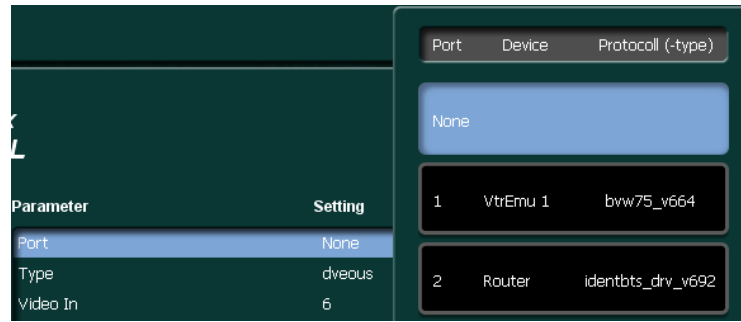 Port Device Protocoll (-type)
None
1 VtrEmu 1 bvw75_v664
2 Router identbts_drv_v692
L
Parameter Setting
Port None
Type dveous
Video In 6